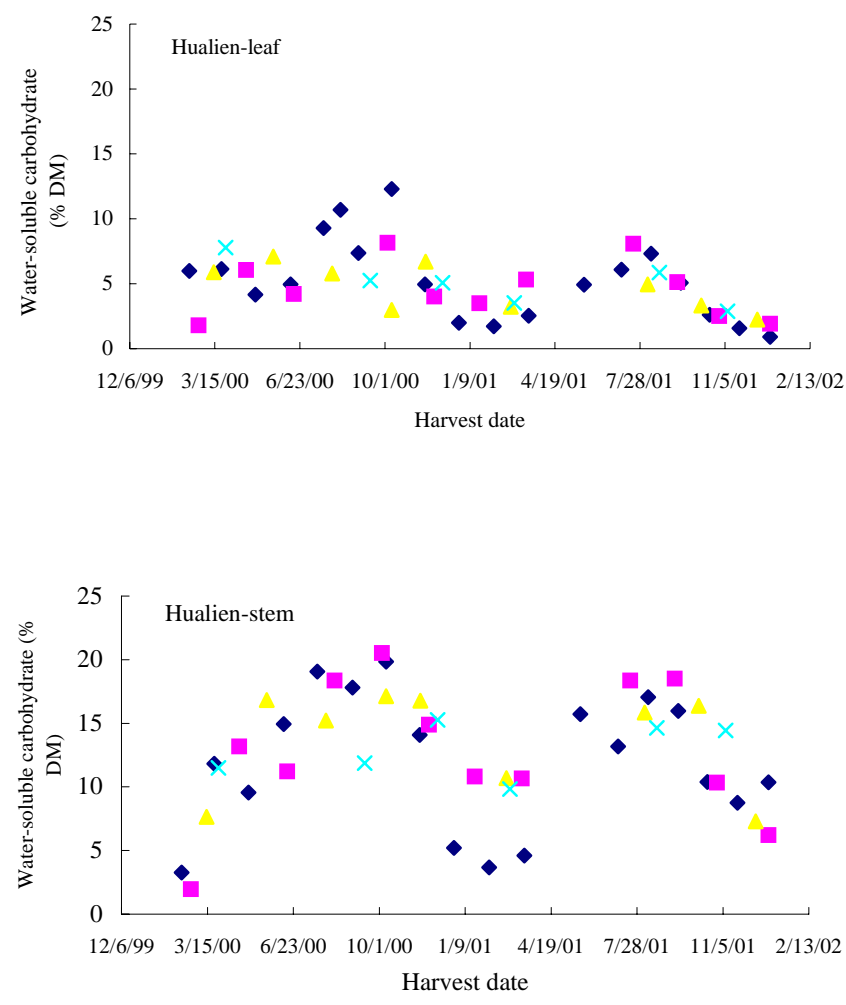 25
Hualien-leaf
20
15
10
5
0
Water-soluble carbohydrate
(% DM)
12/6/99 3/15/00 6/23/00 10/1/00 1/9/01 4/19/01 7/28/01 11/5/01 2/13/02
Harvest date
25
Hualien-stem
20
15
10
5
0
Water-soluble carbohydrate (%
DM)
12/6/99 3/15/00 6/23/00 10/1/00 1/9/01 4/19/01 7/28/01 11/5/01 2/13/02
Harvest date